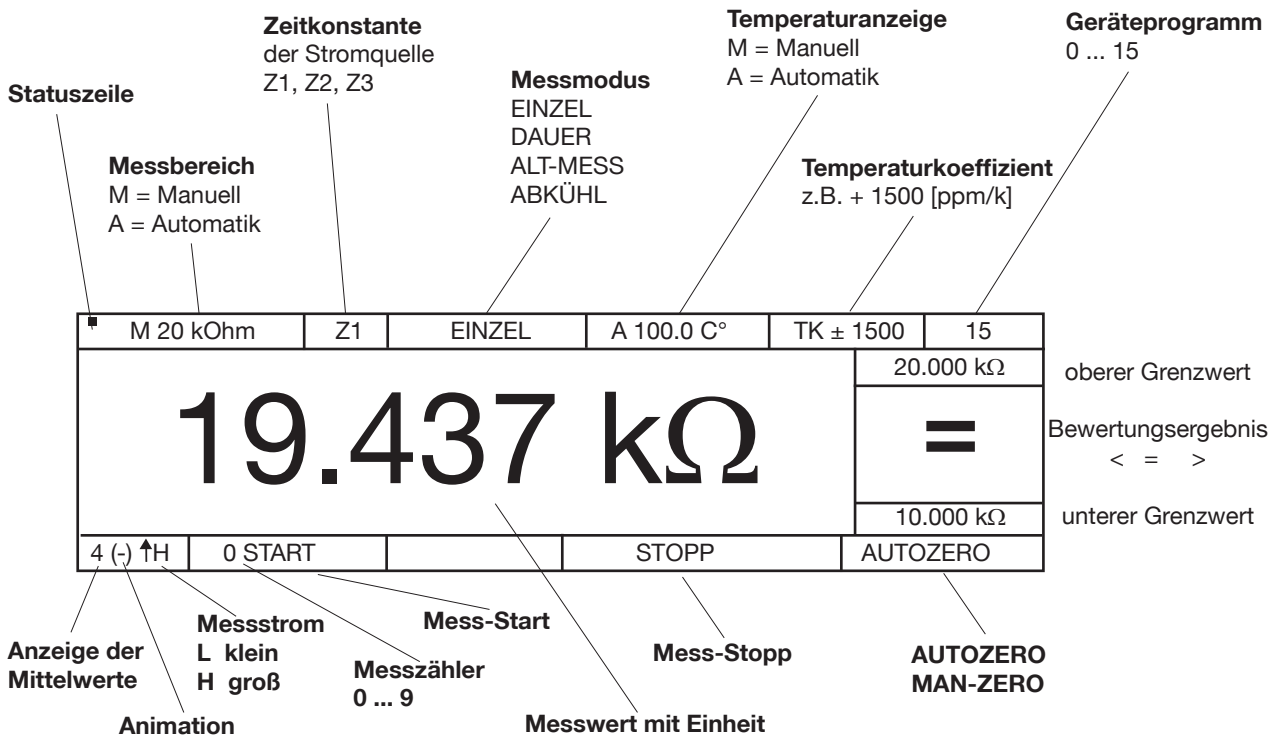 Zeitkonstante
der Stromquelle
Z1, Z2, Z3
Temperaturanzeige
M = Manuell
A = Automatik
Geräteprogramm
0 ... 15
Statuszeile
Messmodus
EINZEL
DAUER
ALT-MESS
ABKÜHL
Messbereich
M = Manuell
A = Automatik
Temperaturkoeffizient
z.B. + 1500 [ppm/k]
M 20 kOhm Z1 EINZEL A 100.0 C° TK ± 1500 15
20.000 kΩ oberer Grenzwert
19.437 kΩ
= Bewertungsergebnis
< = >
10.000 kΩ unterer Grenzwert
4 (-) ↑H 0 START STOPP AUTOZERO
Anzeige der
Mittelwerte
Animation
Messstrom
L klein
H groß
Mess-Start
Messzähler
0 ... 9
Messwert mit Einheit
Mess-Stopp
AUTOZERO
MAN-ZERO